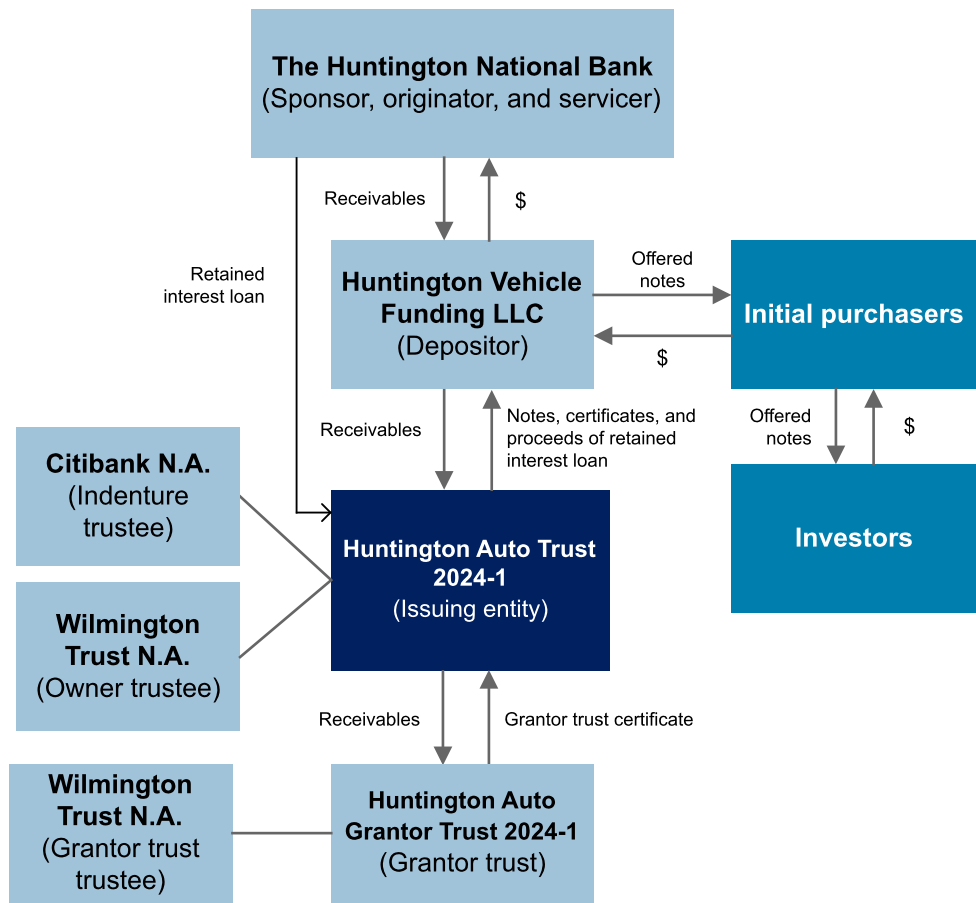 The Huntington National Bank
(Sponsor, originator, and servicer)
Receivables
$
Retained
interest loan
Huntington Vehicle
Funding LLC
(Depositor)
Offered
notes
$
Initial purchasers
Receivables
Notes, certificates, and
proceeds of retained
interest loan
Offered
notes
$
Citibank N.A.
(Indenture
trustee)
Huntington Auto Trust
2024-1
(Issuing entity)
Investors
Wilmington
Trust N.A.
(Owner trustee)
Receivables
Grantor trust certificate
Wilmington
Trust N.A.
(Grantor trust
trustee)
Huntington Auto
Grantor Trust 2024-1
(Grantor trust)